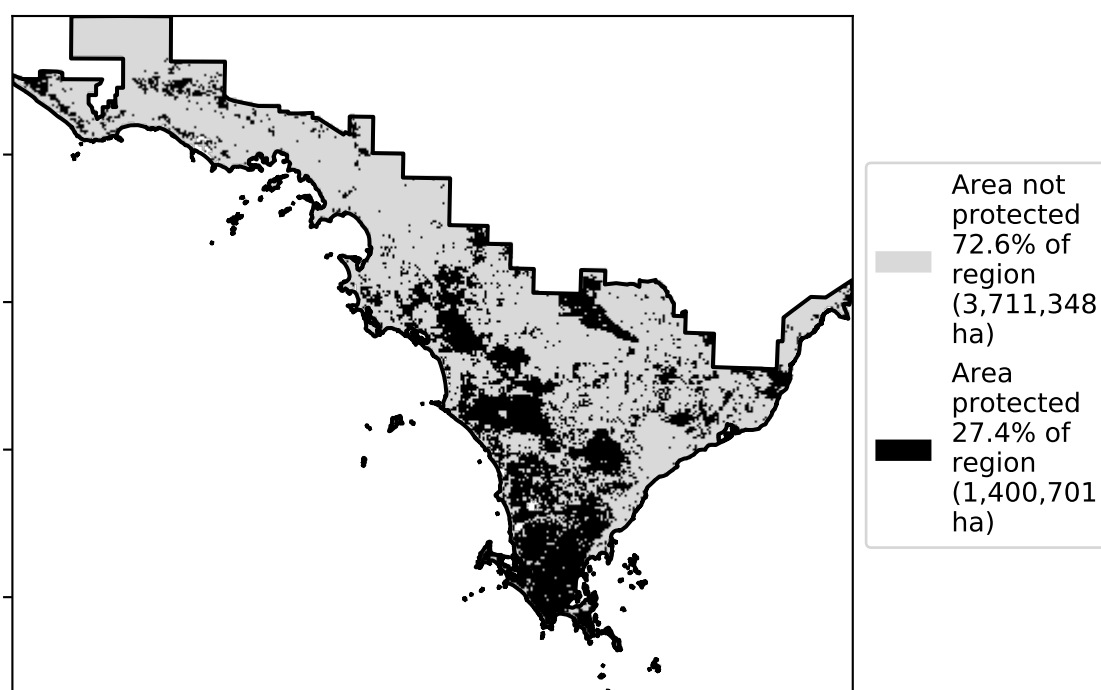 Area not
protected
72.6% of
region
(3,711,348
ha)
Area
protected
27.4% of
region
(1,400,701
ha)